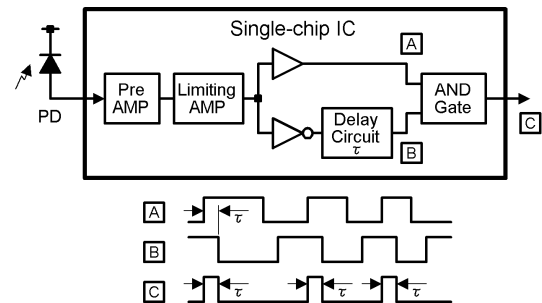 Single-chip IC
A
PD
Pre
AMP
Limiting
AMP
Delay
Circuit
τ
B
AND
Gate
C
A
τ
B
C
τ
τ
τ